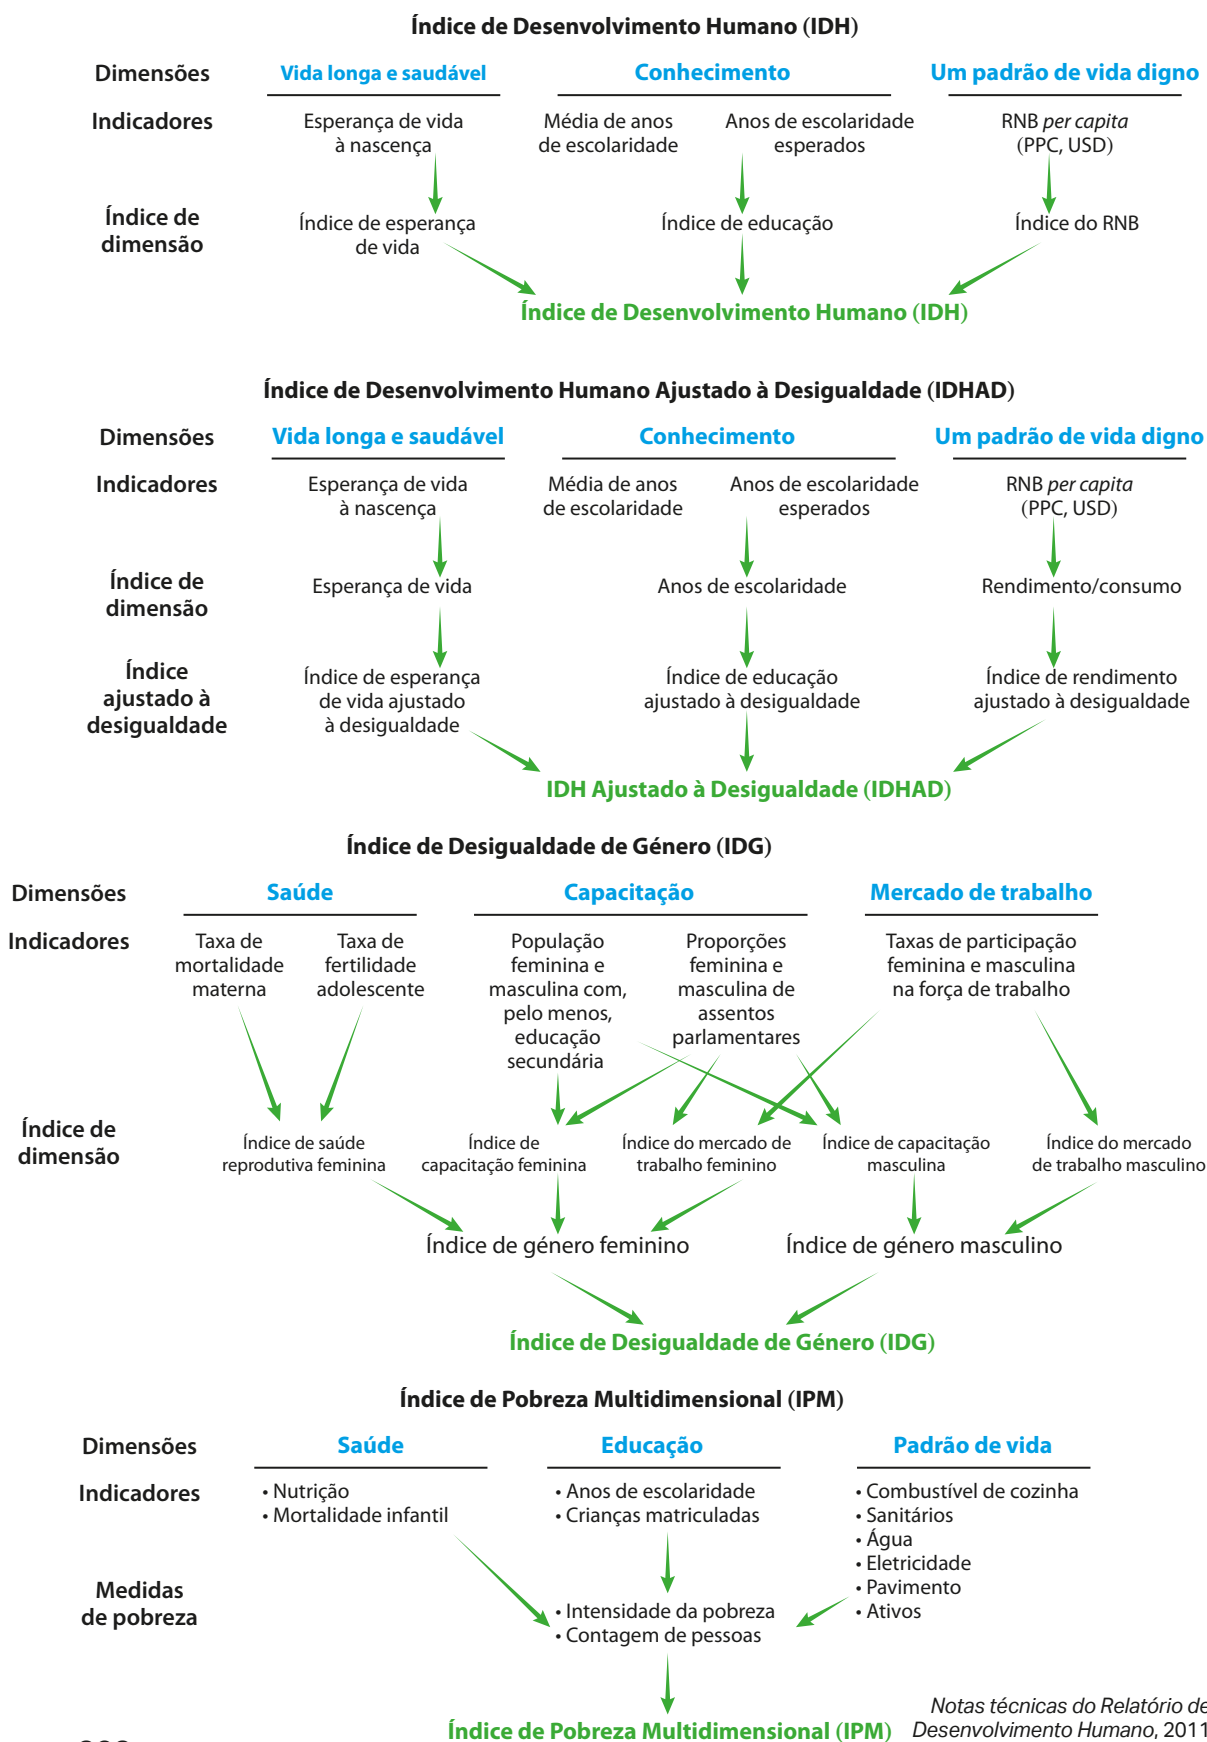 Índice de Desenvolvimento Humano (IDH)
Dimensões
Vida longa e saudável
Conhecimento
Um padrão de vida digno
Indicadores
Esperança de vida
à nascença
Média de anos
de escolaridade
Anos de escolaridade
esperados
RNB per capita
(PPC, USD)
Índice de
dimensão
Índice de esperança
de vida
Índice de educação
Índice do RNB
Índice de Desenvolvimento Humano (IDH)
Índice de Desenvolvimento Humano Ajustado à Desigualdade (IDHAD)
Dimensões
Vida longa e saudável
Conhecimento
Um padrão de vida digno
Indicadores
Esperança de vida
à nascença
Média de anos
de escolaridade
Anos de escolaridade
esperados
RNB per capita
(PPC, USD)
Índice de
dimensão
Esperança de vida
Anos de escolaridade
Rendimento/consumo
Índice
ajustado à
desigualdade
Índice de esperança
de vida ajustado
à desigualdade
Índice de educação
ajustado à desigualdade
Índice de rendimento
ajustado à desigualdade
IDH Ajustado à Desigualdade (IDHAD)
Índice de Desigualdade de Género (IDG)
Dimensões
Saúde
Capacitação
Mercado de trabalho
Indicadores
Taxa de
mortalidade
materna
Taxa de
fertilidade
adolescente
População
feminina e
masculina com,
pelo menos,
educação
secundária
Proporções
feminina e
masculina de
assentos
parlamentares
Taxas de participação
feminina e masculina
na força de trabalho
Índice de
dimensão
Índice de saúde
reprodutiva feminina
Índice de
capacitação feminina
Índice do mercado de
trabalho feminino
Índice de capacitação
masculina
Índice do mercado
de trabalho masculino
Índice de género feminino
Índice de género masculino
Índice de Desigualdade de Género (IDG)
Índice de Pobreza Multidimensional (IPM)
Dimensões
Saúde
Educação
Padrão de vida
Indicadores
• Nutrição
• Mortalidade infantil
• Anos de escolaridade
• Crianças matriculadas
• Combustível de cozinha
• Sanitários
• Água
• Eletricidade
• Pavimento
• Ativos
Medidas
de pobreza
• Intensidade da pobreza
• Contagem de pessoas
Índice de Pobreza Multidimensional (IPM)
Notas técnicas do Relatório de
Desenvolvimento Humano, 2011